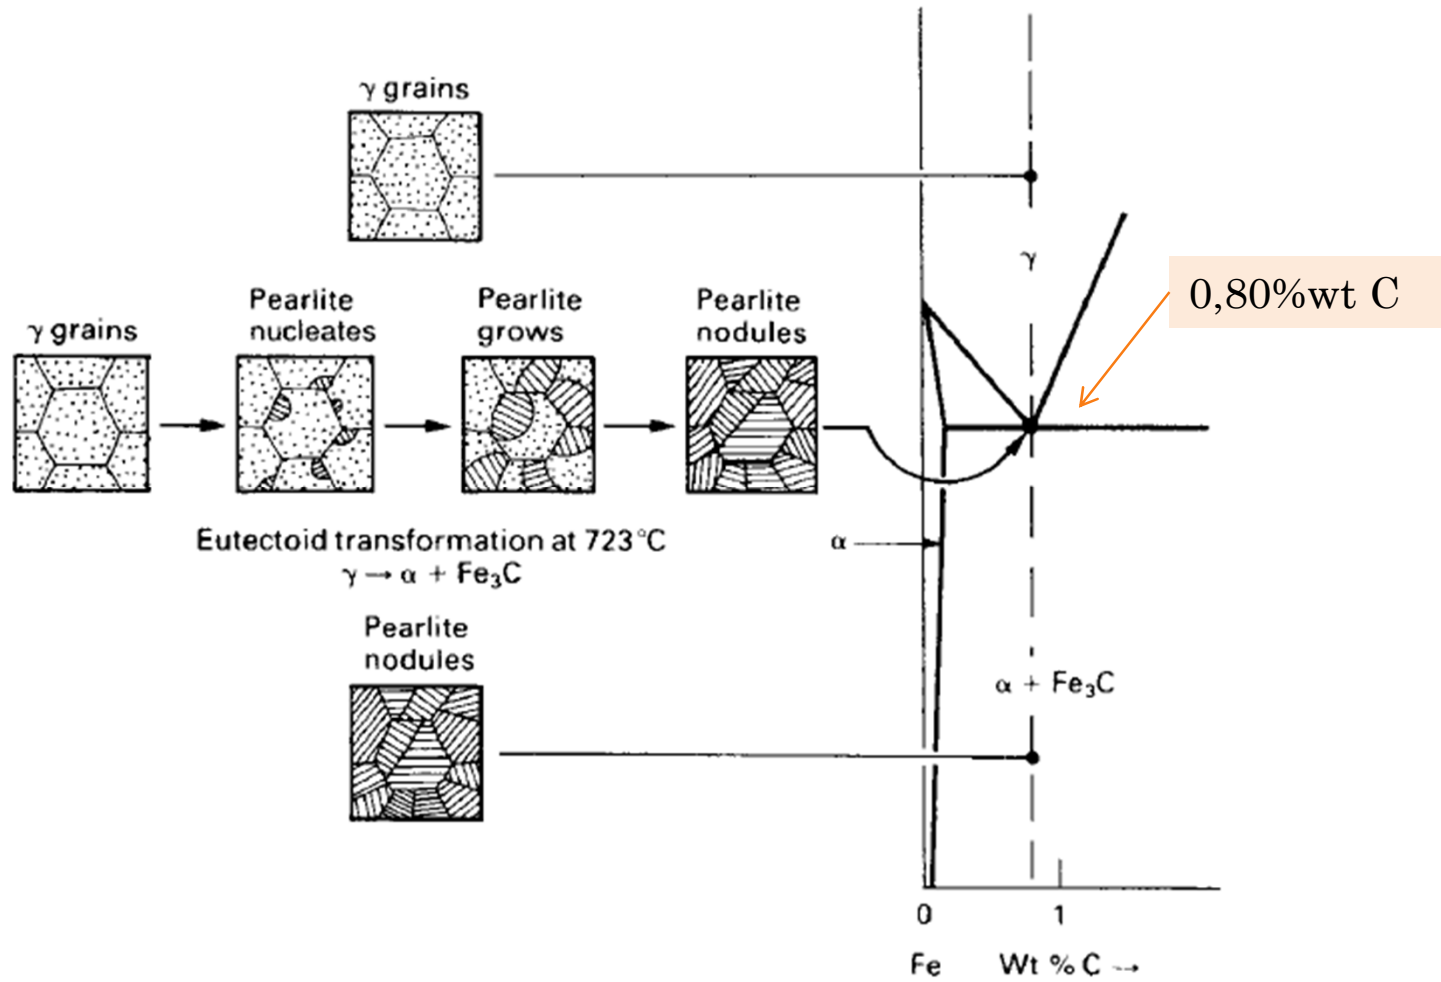 γ grains
γ
0,80%wt C
γ grains
Pearlite
nucleates
Pearlite
grows
Pearlite
nodules
Eutectoid transformation at 723°C
γ → α + Fe₃C
α
Pearlite
nodules
α + Fe₃C
0
1
Fe
Wt % C →